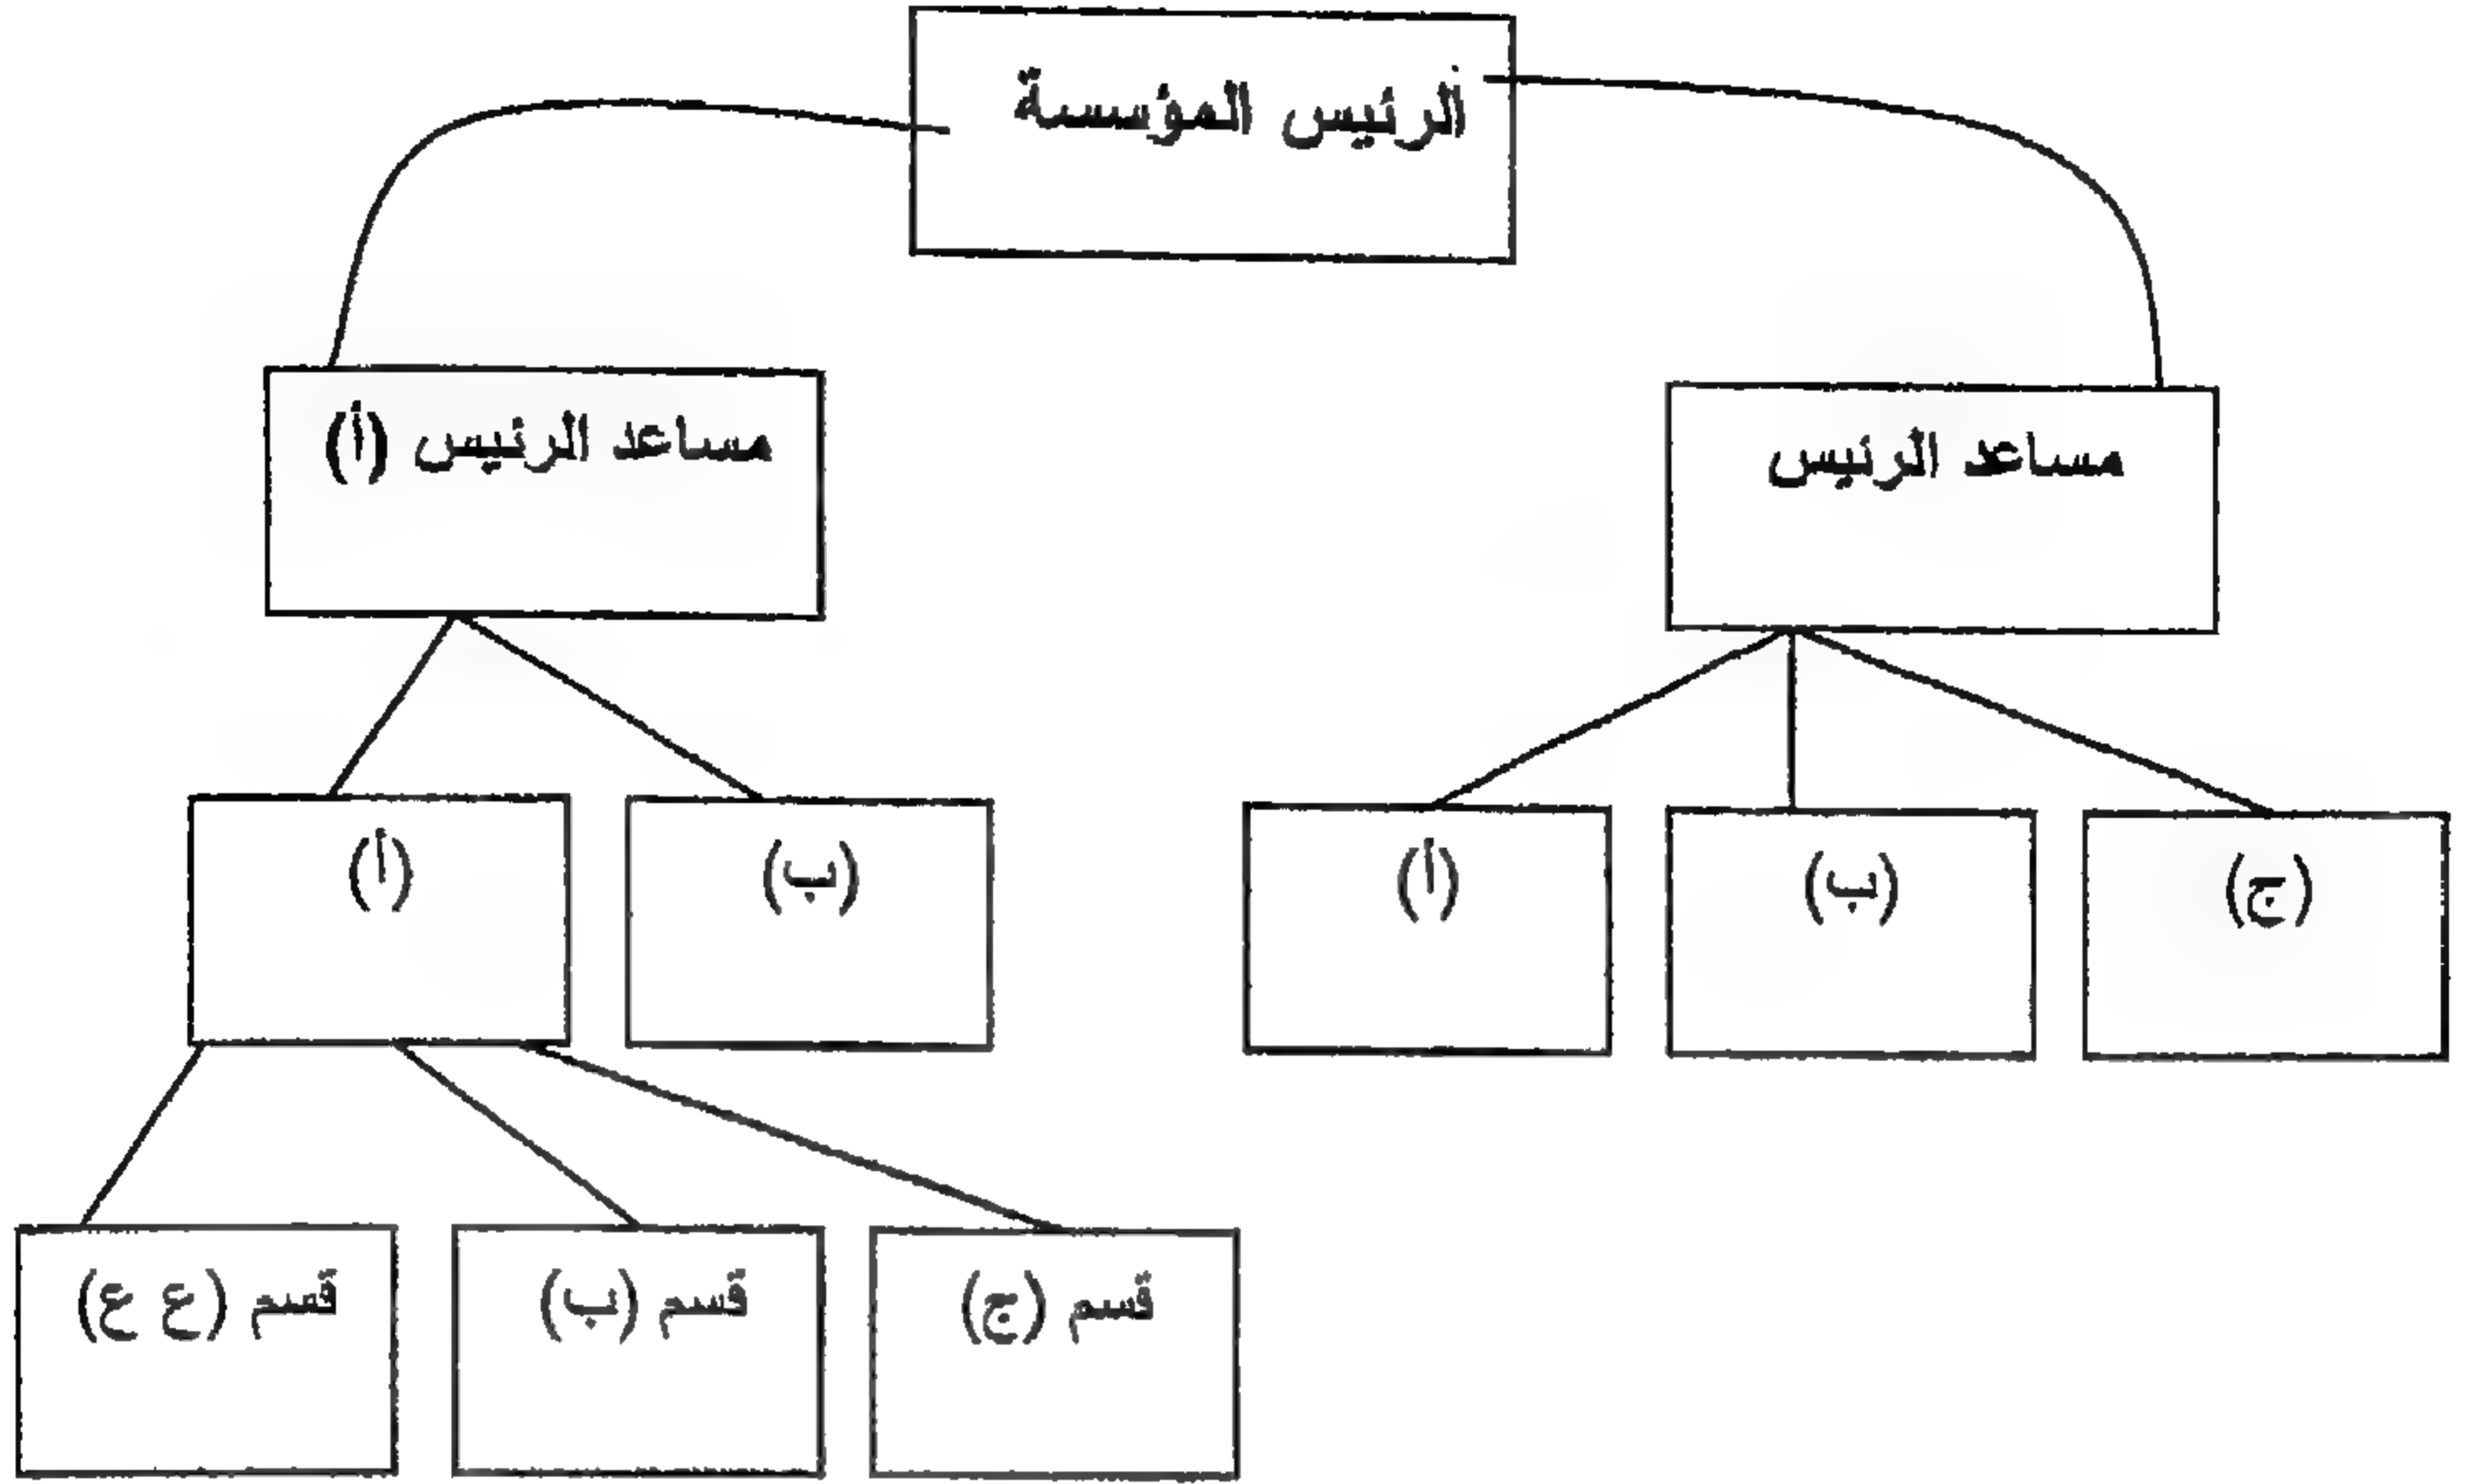 الرئيس المؤسسة
مساعد الرئيس
مساعد الرئيس (أ)
(ج)
(ب)
(أ)
(ب)
(أ)
قسم (ج)
قسم (ب)
قسم (ع ع)